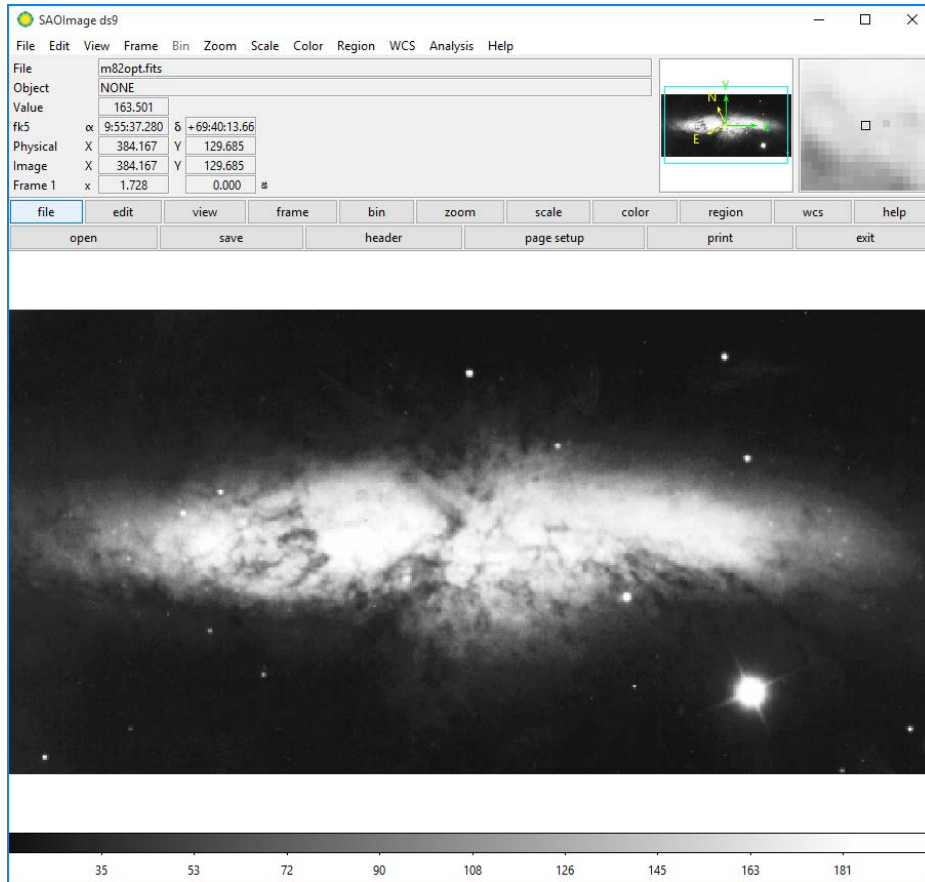 SAOImage ds9
File Edit View Frame Bin Zoom Scale Color Region WCS Analysis Help
File m82opt.fits
Object NONE
Value 163.501
fk5 α 9:55:37.280 δ +69:40:13.66
Physical X 384.167 Y 129.685
Image X 384.167 Y 129.685
Frame 1 x 1.728 0.000 °
Y
N
X
E
file edit view frame bin zoom scale color region wcs help
open save header page setup print exit
35 53 72 90 108 126 145 163 181